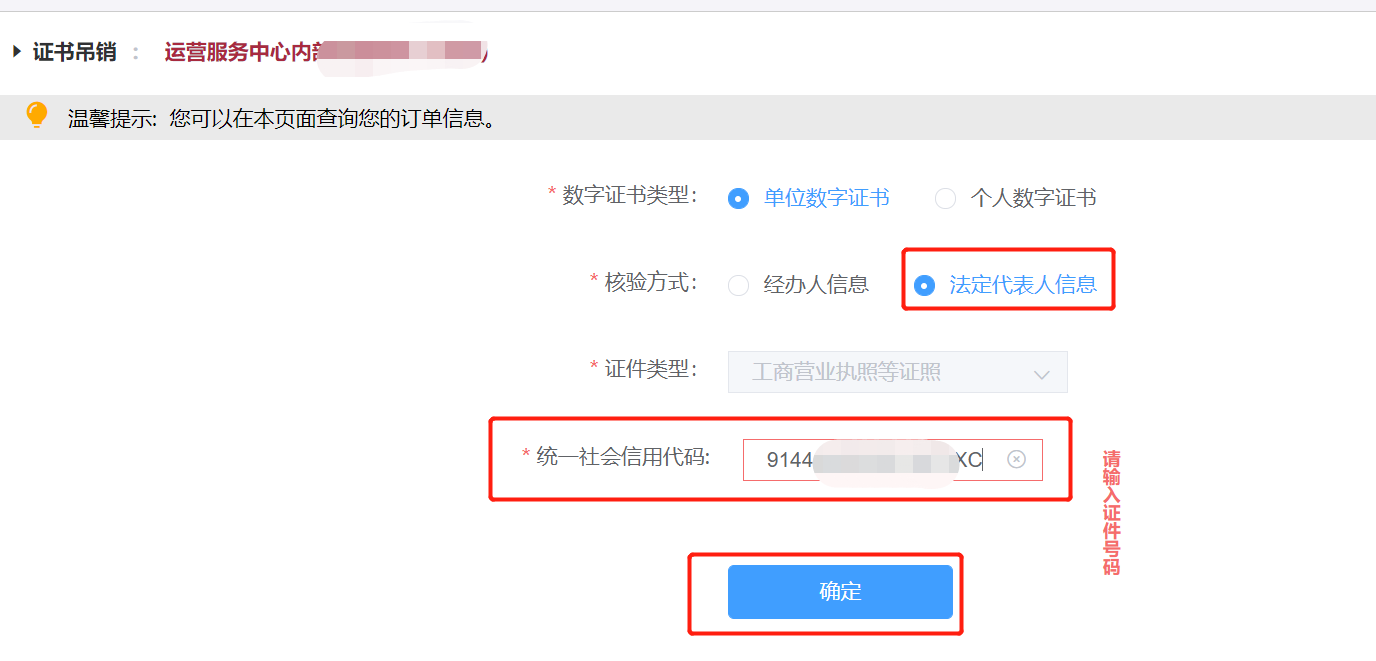 证书吊销 : 运营服务中心内
温馨提示: 您可以在本页面查询您的订单信息。
* 数字证书类型: 单位数字证书 个人数字证书
* 核验方式: 经办人信息 法定代表人信息
* 证件类型: 工商营业执照等证照
* 统一社会信用代码: 9144 XC
请输入证件号码
确定